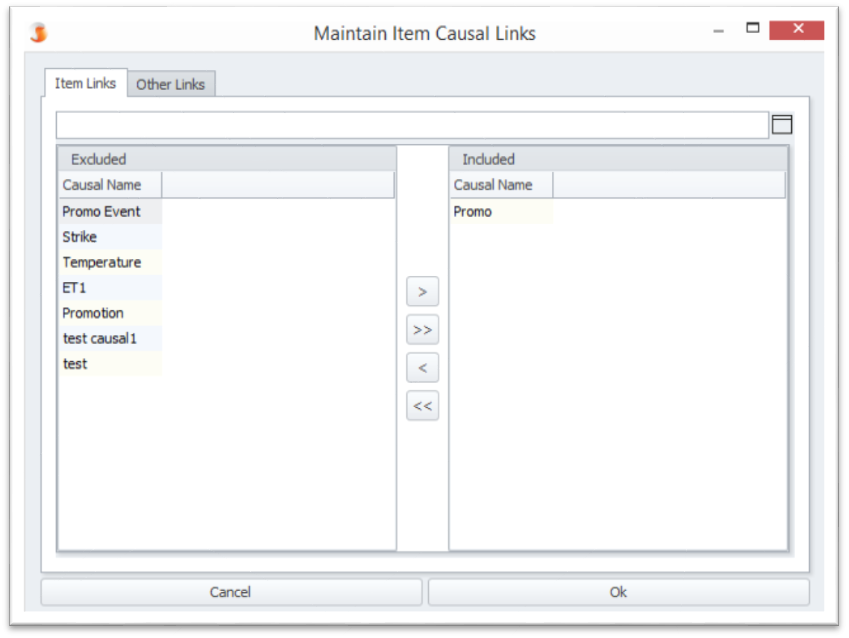 Maintain Item Causal Links
Item Links
Other Links
Excluded
Causal Name
Promo Event
Strike
Temperature
ET1
Promotion
test causal1
test
>
>>
<
<<
Included
Causal Name
Promo
Cancel
Ok